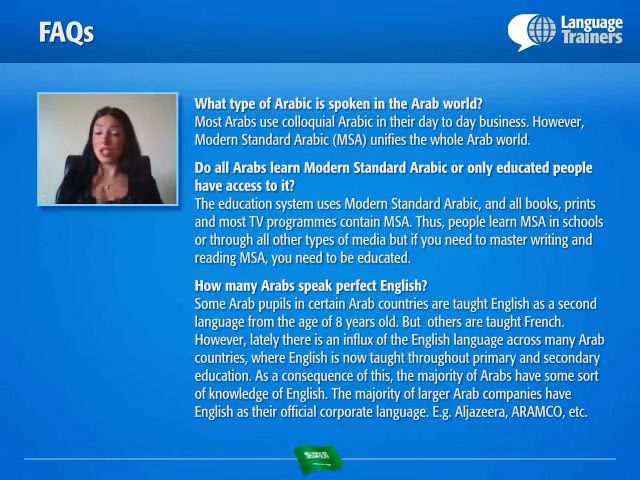 FAQs
Language
Trainers
What type of Arabic is spoken in the Arab world?
Most Arabs use colloquial Arabic in their day to day business. However,
Modern Standard Arabic (MSA) unifies the whole Arab world.
Do all Arabs learn Modern Standard Arabic or only educated people
have access to it?
The education system uses Modern Standard Arabic, and all books, prints
and most TV programmes contain MSA. Thus, people learn MSA in schools
or through all other types of media but if you need to master writing and
reading MSA, you need to be educated.
How many Arabs speak perfect English?
Some Arab pupils in certain Arab countries are taught English as a second
language from the age of 8 years old. But others are taught French.
However, lately there is an influx of the English language across many Arab
countries, where English is now taught throughout primary and secondary
education. As a consequence of this, the majority of Arabs have some sort
of knowledge of English. The majority of larger Arab companies have
English as their official corporate language. E.g. Aljazeera, ARAMCO, etc.